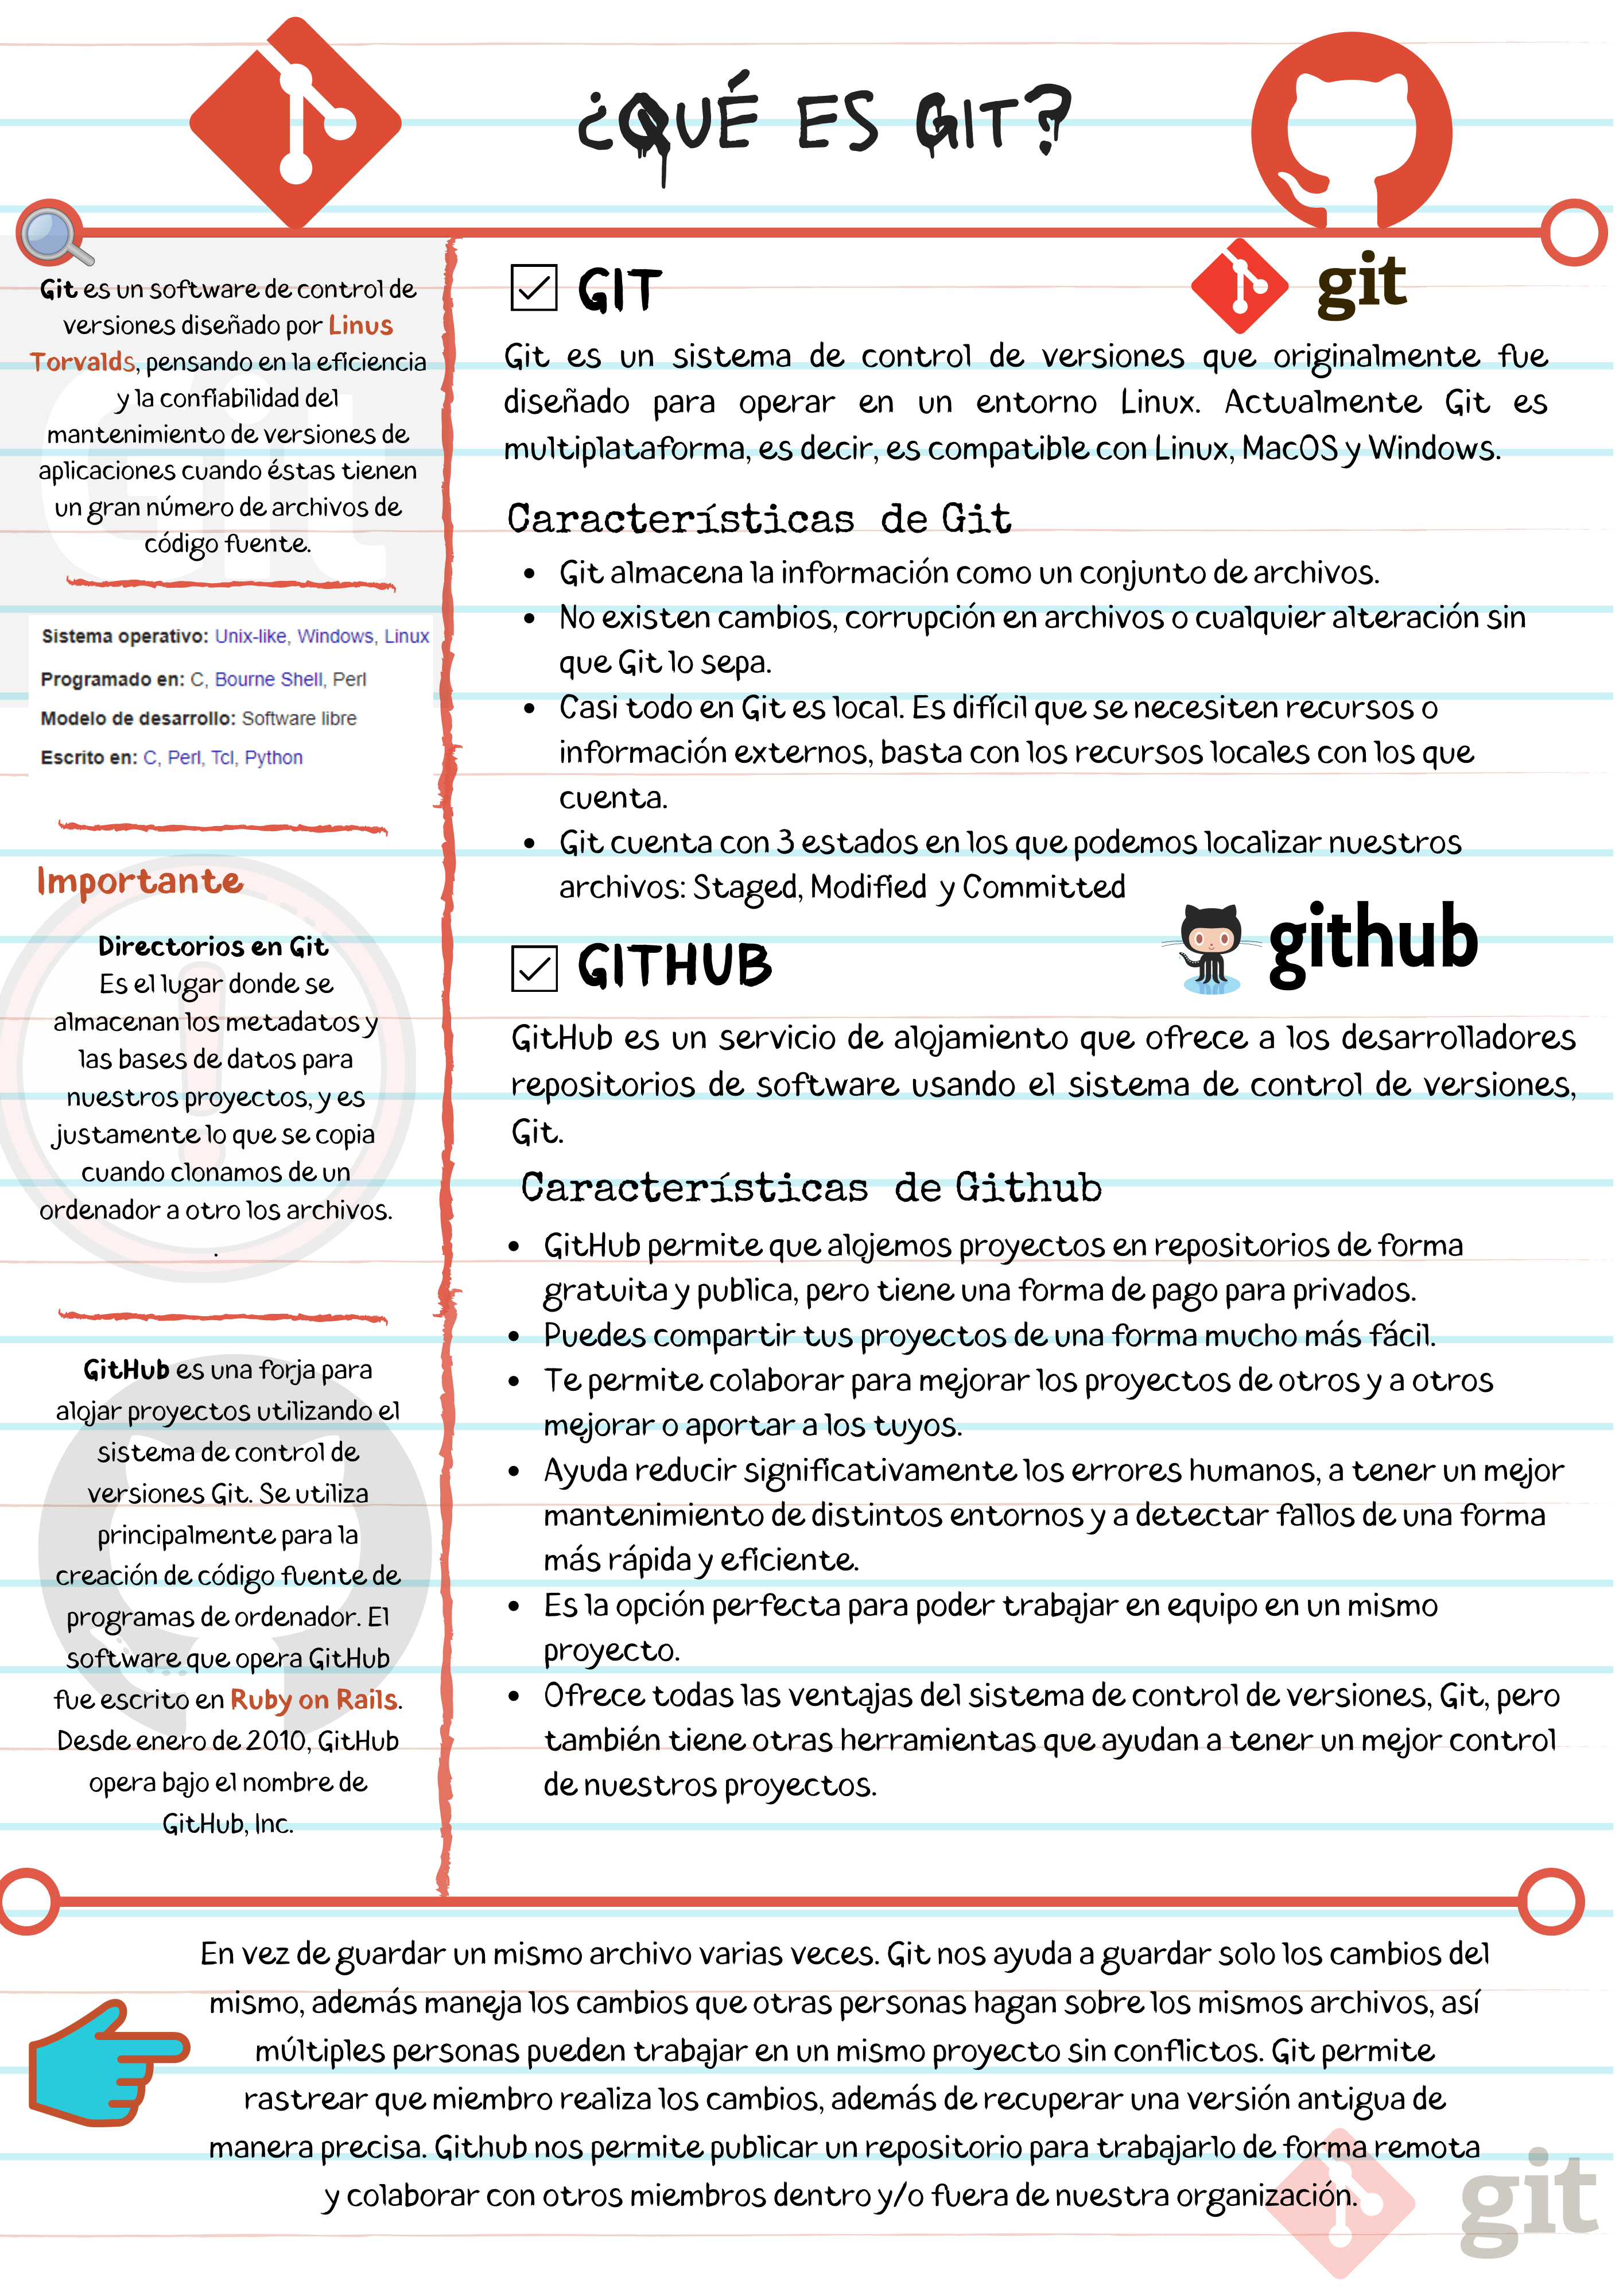 ¿QUÉ ES GIT?
Git es un software de control de
versiones diseñado por Linus
Torvalds, pensando en la eficiencia
y la confiabilidad del
mantenimiento de versiones de
aplicaciones cuando éstas tienen
un gran número de archivos de
código fuente.
Git
Sistema operativo: Unix-like, Windows, Linux
Programado en: C, Bourne Shell, Perl
Modelo de desarrollo: Software libre
Escrito en: C, Perl, Tcl, Python
Importante
Directorios en Git
Es el lugar donde se
almacenan los metadatos y
las bases de datos para
nuestros proyectos, y es
justamente lo que se copia
cuando clonamos de un
ordenador a otro los archivos.
.
GitHub es una forja para
alojar proyectos utilizando el
sistema de control de
versiones Git. Se utiliza
principalmente para la
creación de código fuente de
programas de ordenador. El
software que opera GitHub
fue escrito en Ruby on Rails.
Desde enero de 2010, GitHub
opera bajo el nombre de
GitHub, Inc.
GIT
git
Git es un sistema de control de versiones que originalmente fue
diseñado para operar en un entorno Linux. Actualmente Git es
multiplataforma, es decir, es compatible con Linux, MacOS y Windows.
Características de Git
• Git almacena la información como un conjunto de archivos.
• No existen cambios, corrupción en archivos o cualquier alteración sin
que Git lo sepa.
• Casi todo en Git es local. Es difícil que se necesiten recursos o
información externos, basta con los recursos locales con los que
cuenta.
• Git cuenta con 3 estados en los que podemos localizar nuestros
archivos: Staged, Modified y Committed
GITHUB
github
GitHub es un servicio de alojamiento que ofrece a los desarrolladores
repositorios de software usando el sistema de control de versiones,
Git.
Características de Github
• GitHub permite que alojemos proyectos en repositorios de forma
gratuita y publica, pero tiene una forma de pago para privados.
• Puedes compartir tus proyectos de una forma mucho más fácil.
• Te permite colaborar para mejorar los proyectos de otros y a otros
mejorar o aportar a los tuyos.
• Ayuda reducir significativamente los errores humanos, a tener un mejor
mantenimiento de distintos entornos y a detectar fallos de una forma
más rápida y eficiente.
• Es la opción perfecta para poder trabajar en equipo en un mismo
proyecto.
• Ofrece todas las ventajas del sistema de control de versiones, Git, pero
también tiene otras herramientas que ayudan a tener un mejor control
de nuestros proyectos.
En vez de guardar un mismo archivo varias veces. Git nos ayuda a guardar solo los cambios del
mismo, además maneja los cambios que otras personas hagan sobre los mismos archivos, así
múltiples personas pueden trabajar en un mismo proyecto sin conflictos. Git permite
rastrear que miembro realiza los cambios, además de recuperar una versión antigua de
manera precisa. Github nos permite publicar un repositorio para trabajarlo de forma remota
y colaborar con otros miembros dentro y/o fuera de nuestra organización.
git